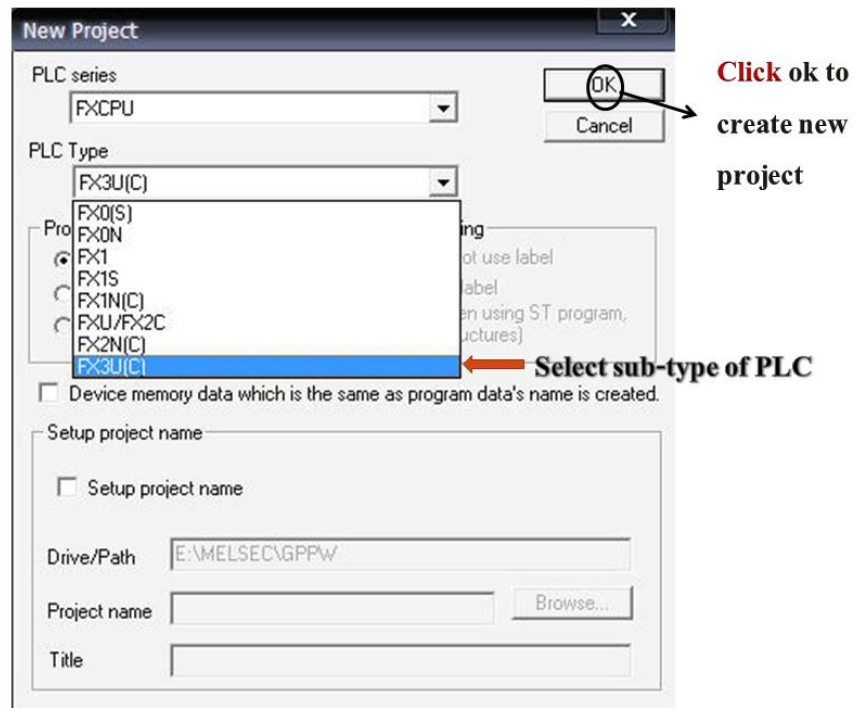 New Project
x
PLC series
FXCPU
OK
Cancel
Click ok to
create new
project
PLC Type
FX3U(C)
FX0(S)
FX0N
FX1
FX1S
FX1N(C)
FXU/FX2C
FX2N(C)
FX3U(C)
Pro
ing
ot use label
label
en using ST program,
uctures)
Select sub-type of PLC
Device memory data which is the same as program data's name is created.
Setup project name
Setup project name
Drive/Path
E:\MELSEC\GPPW
Project name
Browse...
Title